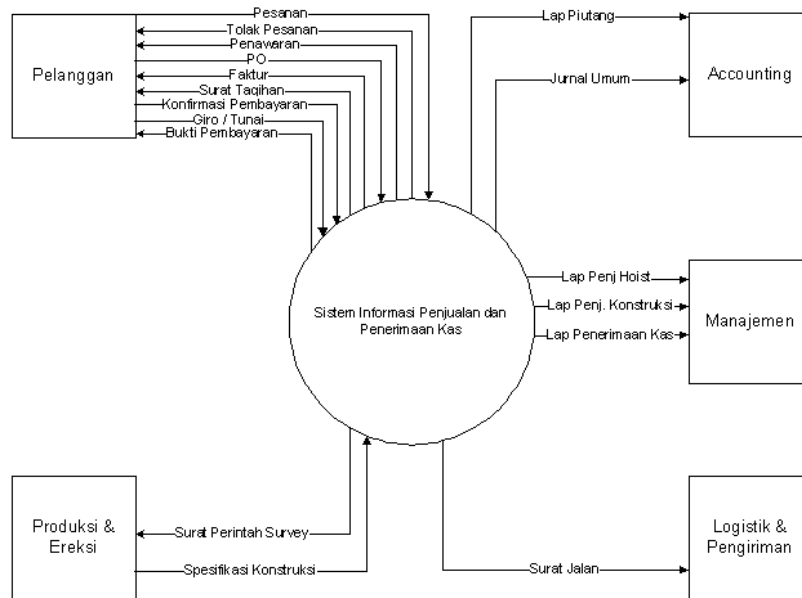 Pesanan
Tolak Pesanan
Penawaran
PO
Faktur
Surat Tagihan
Konfirmasi Pembayaran
Giro / Tunai
Bukti Pembayaran
Pelanggan
Lap Piutang
Jurnal Umum
Accounting
Sistem Informasi Penjualan dan
Penerimaan Kas
Lap Penj Hoist
Lap Penj. Konstruksi
Lap Penerimaan Kas
Manajemen
Produksi &
Ereksi
Surat Perintah Survey
Spesifikasi Konstruksi
Surat Jalan
Logistik &
Pengiriman